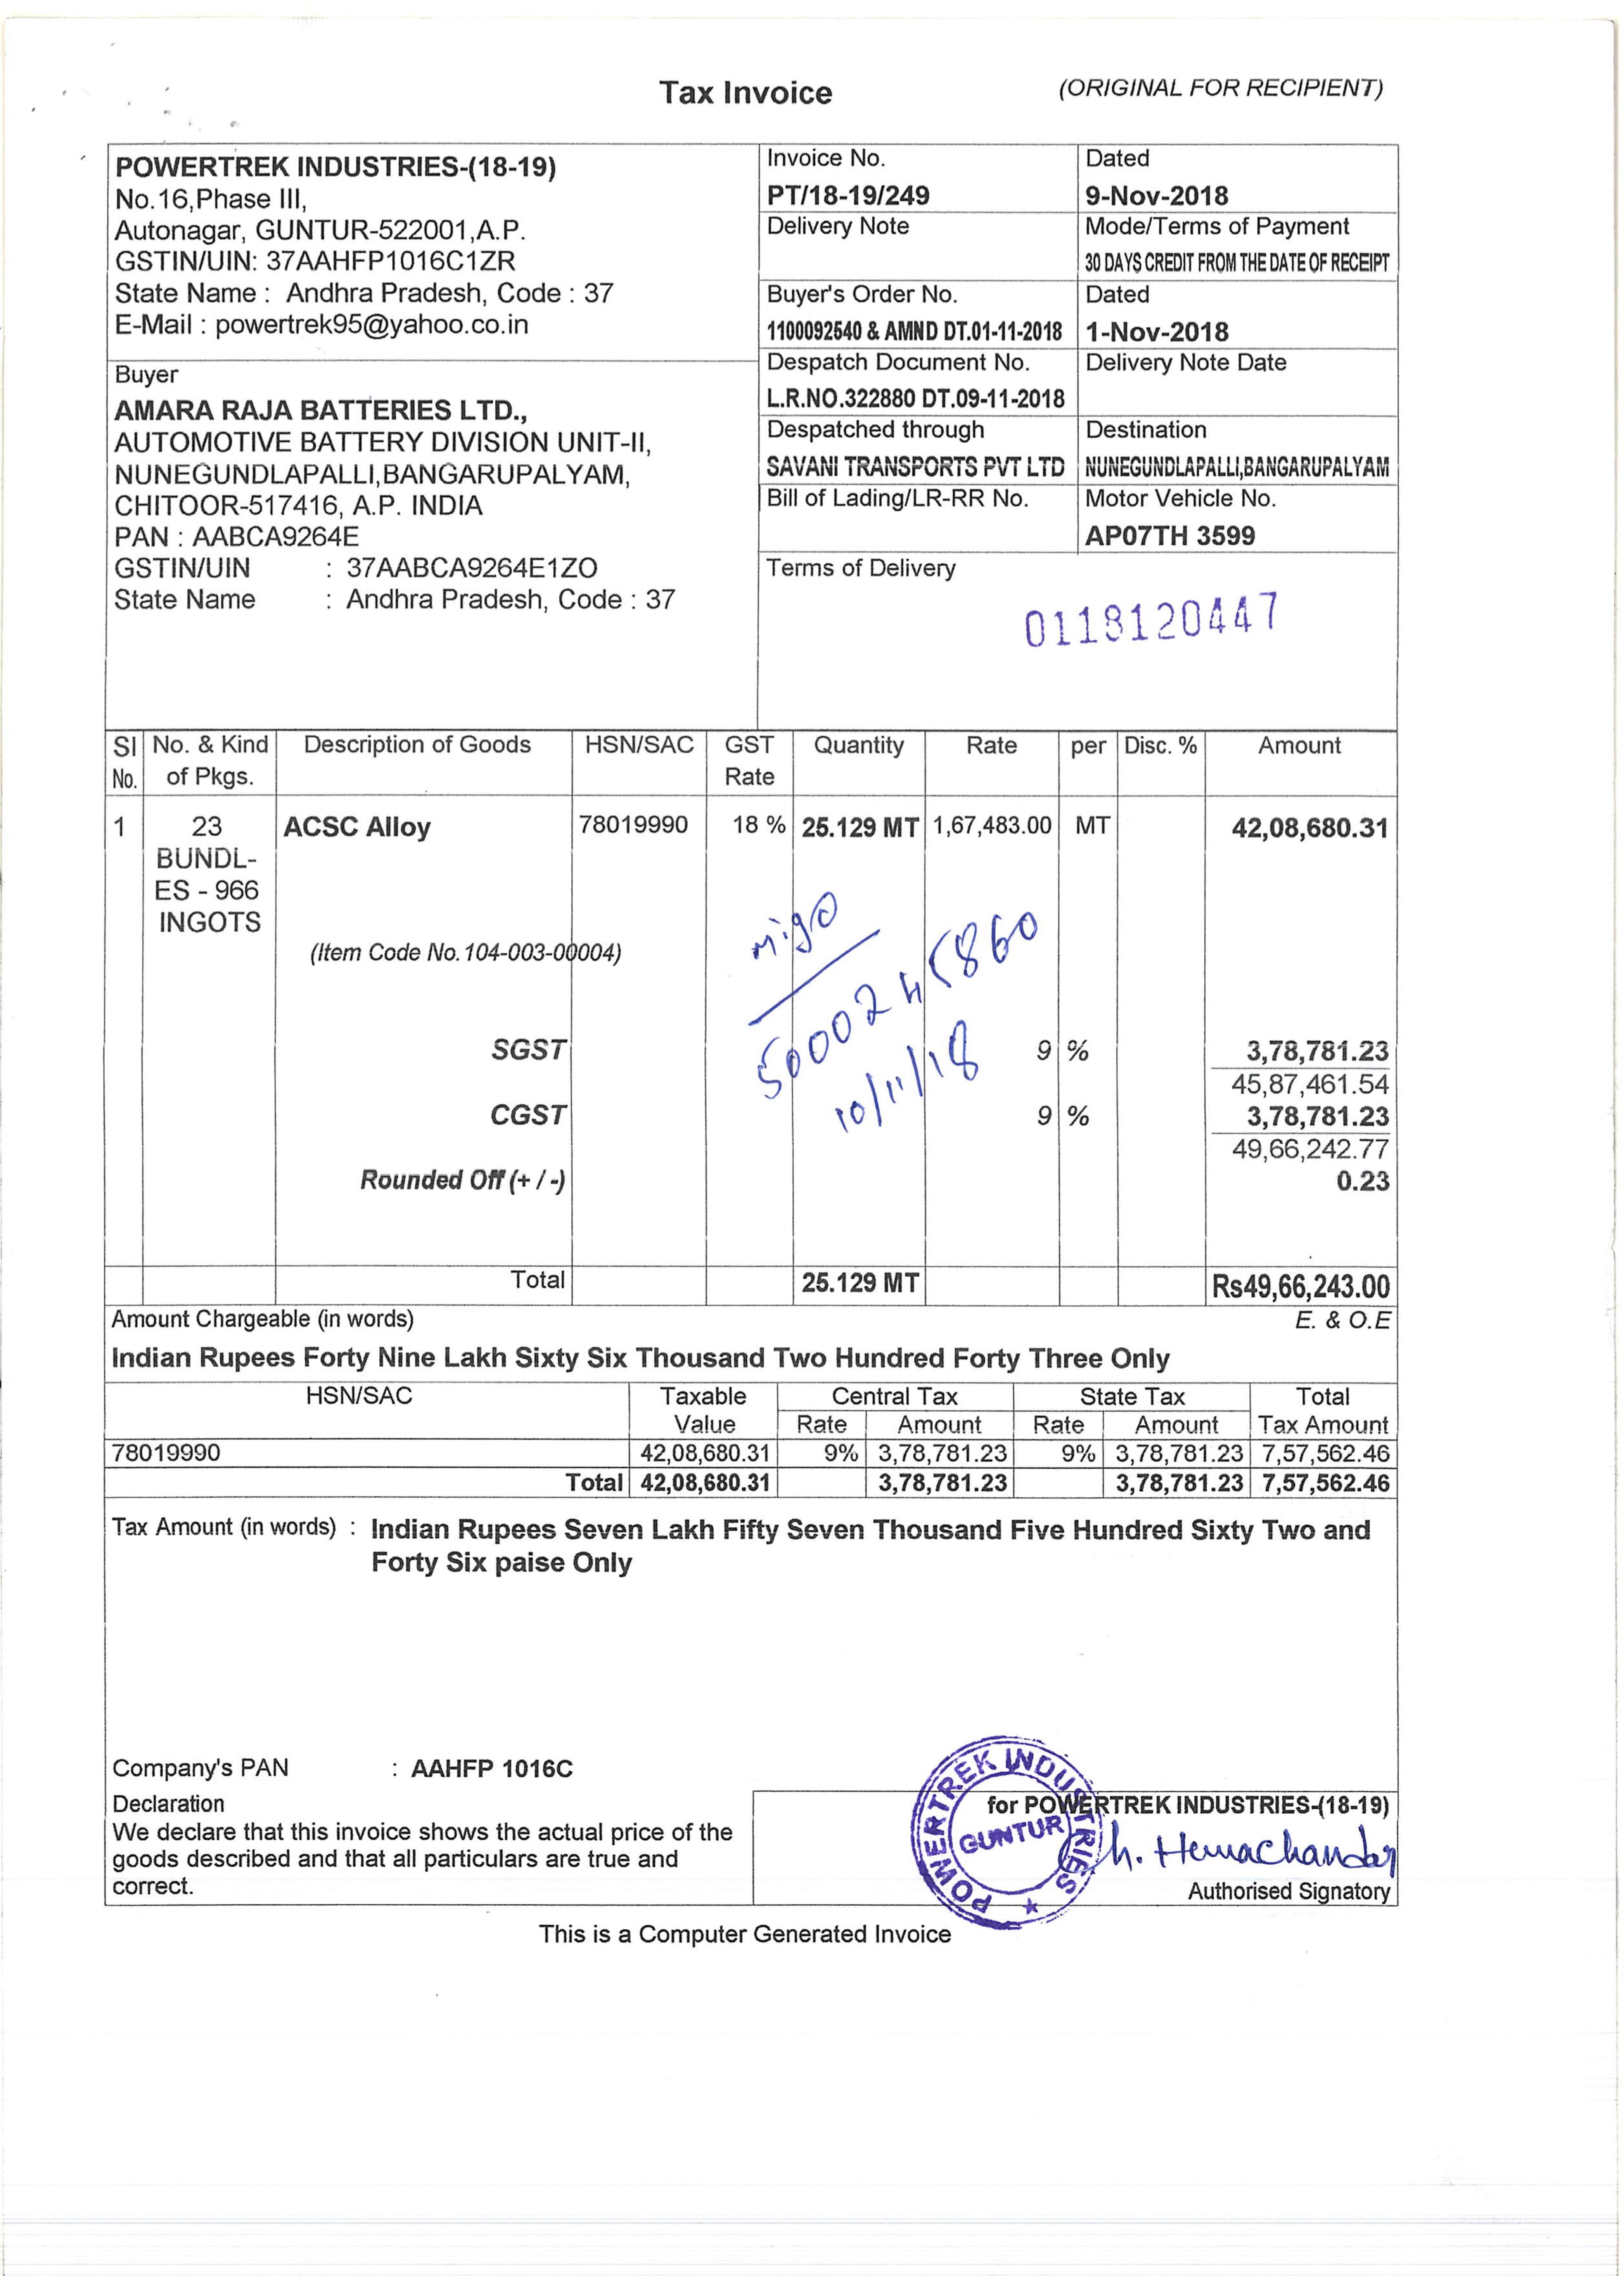 Tax Invoice
(ORIGINAL FOR RECIPIENT)
POWERTREK INDUSTRIES-(18-19)
No.16,Phase III,
Autonagar, GUNTUR-522001,A.P.
GSTIN/UIN: 37AAHFP1016C1ZR
State Name : Andhra Pradesh, Code : 37
E-Mail : powertrek95@yahoo.co.in
Invoice No.
PT/18-19/249
Dated
9-Nov-2018
Delivery Note
Mode/Terms of Payment
30 DAYS CREDIT FROM THE DATE OF RECEIPT
Buyer's Order No.
1100092540 & AMND DT.01-11-2018
Dated
1-Nov-2018
Buyer
AMARA RAJA BATTERIES LTD.,
AUTOMOTIVE BATTERY DIVISION UNIT-II,
NUNEGUNDLAPALLI,BANGARUPALYAM,
CHITOOR-517416, A.P. INDIA
PAN : AABCA9264E
GSTIN/UIN : 37AABCA9264E1ZO
State Name : Andhra Pradesh, Code : 37
Despatch Document No.
L.R.NO.322880 DT.09-11-2018
Delivery Note Date
Despatched through
SAVANI TRANSPORTS PVT LTD
Destination
NUNEGUNDLAPALLI,BANGARUPALYAM
Bill of Lading/LR-RR No.
Motor Vehicle No.
AP07TH 3599
Terms of Delivery
0118120447
SI No. No. & Kind of Pkgs. Description of Goods HSN/SAC GST Rate Quantity Rate per Disc. % Amount
1 23 ACSC Alloy 78019990 18 % 25.129 MT 1,67,483.00 MT 42,08,680.31
BUNDL-
ES - 966
INGOTS
(Item Code No. 104-003-00004)
migo
5000245860
10/11/18
SGST 9 % 3,78,781.23
45,87,461.54
CGST 9 % 3,78,781.23
49,66,242.77
Rounded Off (+ / -) 0.23
Total 25.129 MT Rs49,66,243.00
Amount Chargeable (in words)
E. & O.E
Indian Rupees Forty Nine Lakh Sixty Six Thousand Two Hundred Forty Three Only
HSN/SAC Taxable Value Central Tax State Tax Total Tax Amount
Rate Amount Rate Amount
78019990 42,08,680.31 9% 3,78,781.23 9% 3,78,781.23 7,57,562.46
Total 42,08,680.31 3,78,781.23 3,78,781.23 7,57,562.46
Tax Amount (in words) : Indian Rupees Seven Lakh Fifty Seven Thousand Five Hundred Sixty Two and
Forty Six paise Only
Company's PAN : AAHFP 1016C
Declaration
We declare that this invoice shows the actual price of the
goods described and that all particulars are true and
correct.
for POWERTREK INDUSTRIES-(18-19)
POWERTREK INDUSTRIES
GUNTUR
Ch. Hemachandar
Authorised Signatory
This is a Computer Generated Invoice